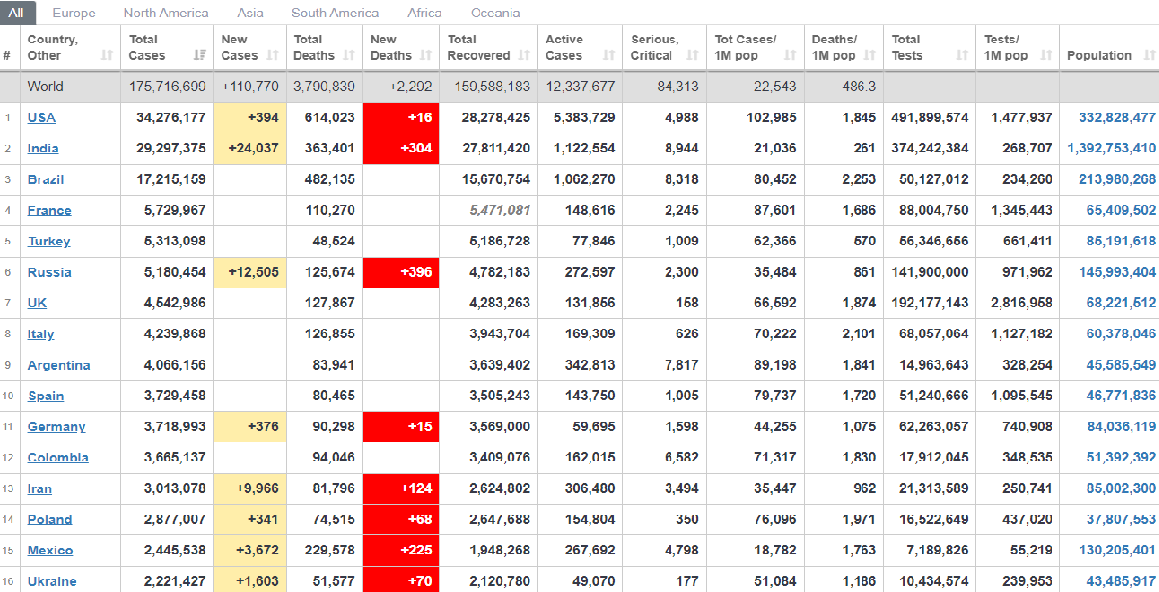 All Europe North America Asia South America Africa Oceania
# Country, Other Total Cases New Cases Total Deaths New Deaths Total Recovered Active Cases Serious, Critical Tot Cases/ 1M pop Deaths/ 1M pop Total Tests Tests/ 1M pop Population
World 175,716,699 +110,770 3,790,839 +2,292 159,588,183 12,337,677 84,313 22,543 486.3
1 USA 34,276,177 +394 614,023 +16 28,278,425 5,383,729 4,988 102,985 1,845 491,899,574 1,477,937 332,828,477
2 India 29,297,375 +24,037 363,401 +304 27,811,420 1,122,554 8,944 21,036 261 374,242,384 268,707 1,392,753,410
3 Brazil 17,215,159 482,135 15,670,754 1,062,270 8,318 80,452 2,253 50,127,012 234,260 213,980,268
4 France 5,729,967 110,270 5,471,081 148,616 2,245 87,601 1,686 88,004,750 1,345,443 65,409,502
5 Turkey 5,313,098 48,524 5,186,728 77,846 1,009 62,366 570 56,346,656 661,411 85,191,618
6 Russia 5,180,454 +12,505 125,674 +396 4,782,183 272,597 2,300 35,484 861 141,900,000 971,962 145,993,404
7 UK 4,542,986 127,867 4,283,263 131,856 158 66,592 1,874 192,177,143 2,816,958 68,221,512
8 Italy 4,239,868 126,855 3,943,704 169,309 626 70,222 2,101 68,057,064 1,127,182 60,378,046
9 Argentina 4,066,156 83,941 3,639,402 342,813 7,817 89,198 1,841 14,963,643 328,254 45,585,549
10 Spain 3,729,458 80,465 3,505,243 143,750 1,005 79,737 1,720 51,240,666 1,095,545 46,771,836
11 Germany 3,718,993 +376 90,298 +15 3,569,000 59,695 1,598 44,255 1,075 62,263,057 740,908 84,036,119
12 Colombia 3,665,137 94,046 3,409,076 162,015 6,582 71,317 1,830 17,912,045 348,535 51,392,392
13 Iran 3,013,078 +9,966 81,796 +124 2,624,802 306,480 3,494 35,447 962 21,313,589 250,741 85,002,300
14 Poland 2,877,007 +341 74,515 +68 2,647,688 154,804 350 76,096 1,971 16,522,649 437,020 37,807,553
15 Mexico 2,445,538 +3,672 229,578 +225 1,948,268 267,692 4,798 18,782 1,763 7,189,826 55,219 130,205,401
16 Ukraine 2,221,427 +1,603 51,577 +70 2,120,780 49,070 177 51,084 1,186 10,434,574 239,953 43,485,917